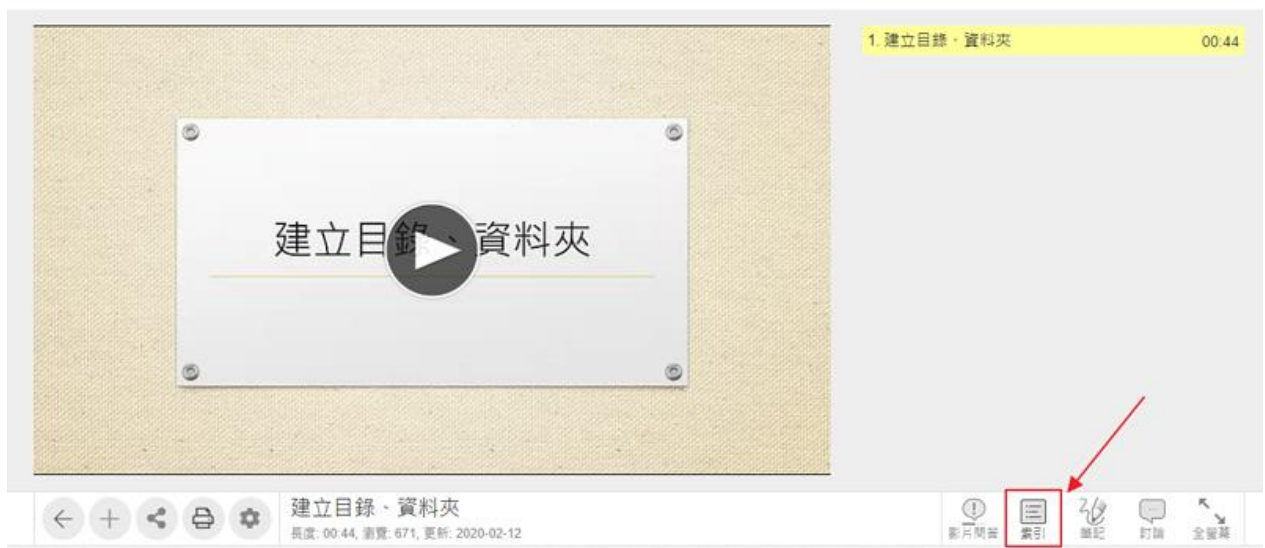 1. 建立目錄、資料夾 00:44
建立目錄、資料夾
建立目錄、資料夾
長度: 00:44, 瀏覽: 671, 更新: 2020-02-12
影片問答 索引 筆記 討論 全螢幕